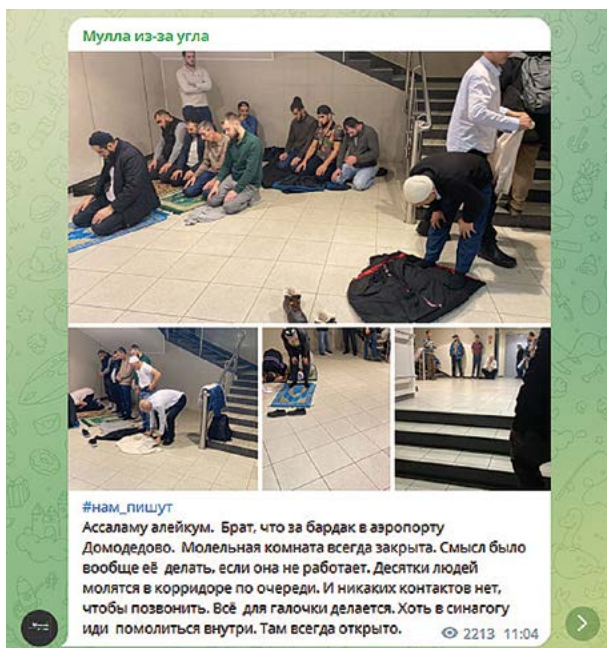 Мулла из-за угла
#нам_пишут
Ассаламу алейкум. Брат, что за бардак в аэропорту
Домодедово. Молельная комната всегда закрыта. Смысл было
вообще её делать, если она не работает. Десятки людей
молятся в корридоре по очереди. И никаких контактов нет,
чтобы позвонить. Всё для галочки делается. Хоть в синагогу
иди помолиться внутри. Там всегда открыто.
2213 11:04